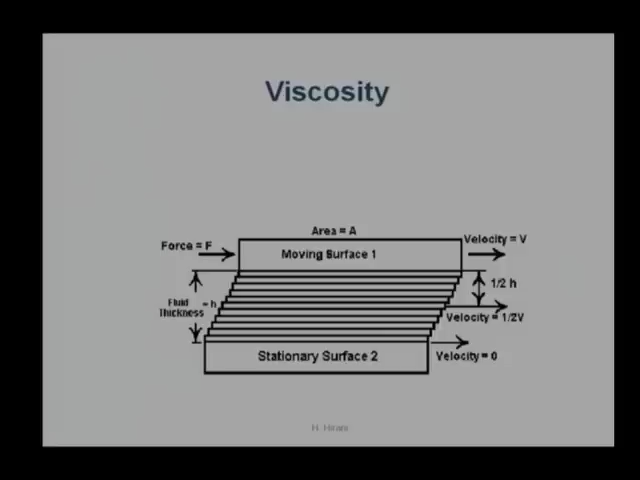 Viscosity
Area = A
Force = F
Velocity = V
Moving Surface 1
1/2 h
Fluid
Thickness = h
Velocity = 1/2V
Stationary Surface 2
Velocity = 0
H. Hirani